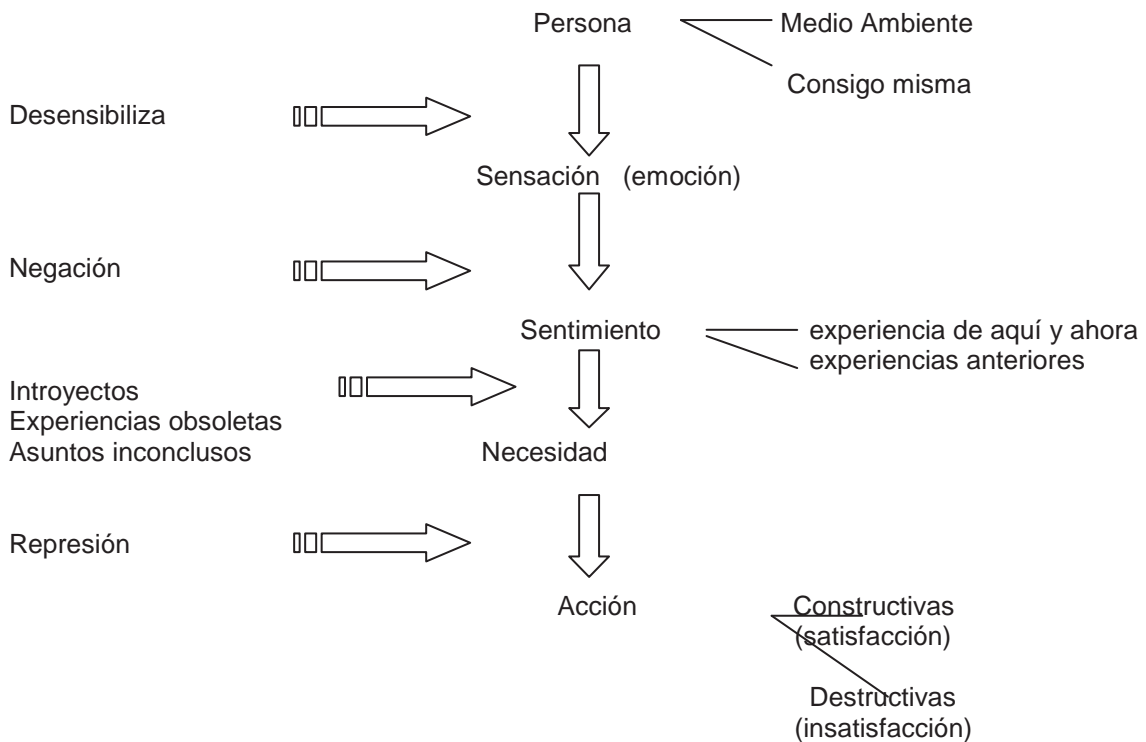 Persona Medio Ambiente
Consigo misma
Desensibiliza
Sensación (emoción)
Negación
Sentimiento experiencia de aquí y ahora
experiencias anteriores
Introyectos
Experiencias obsoletas
Asuntos inconclusos Necesidad
Represión
Acción Constructivas
(satisfacción)
Destructivas
(insatisfacción)